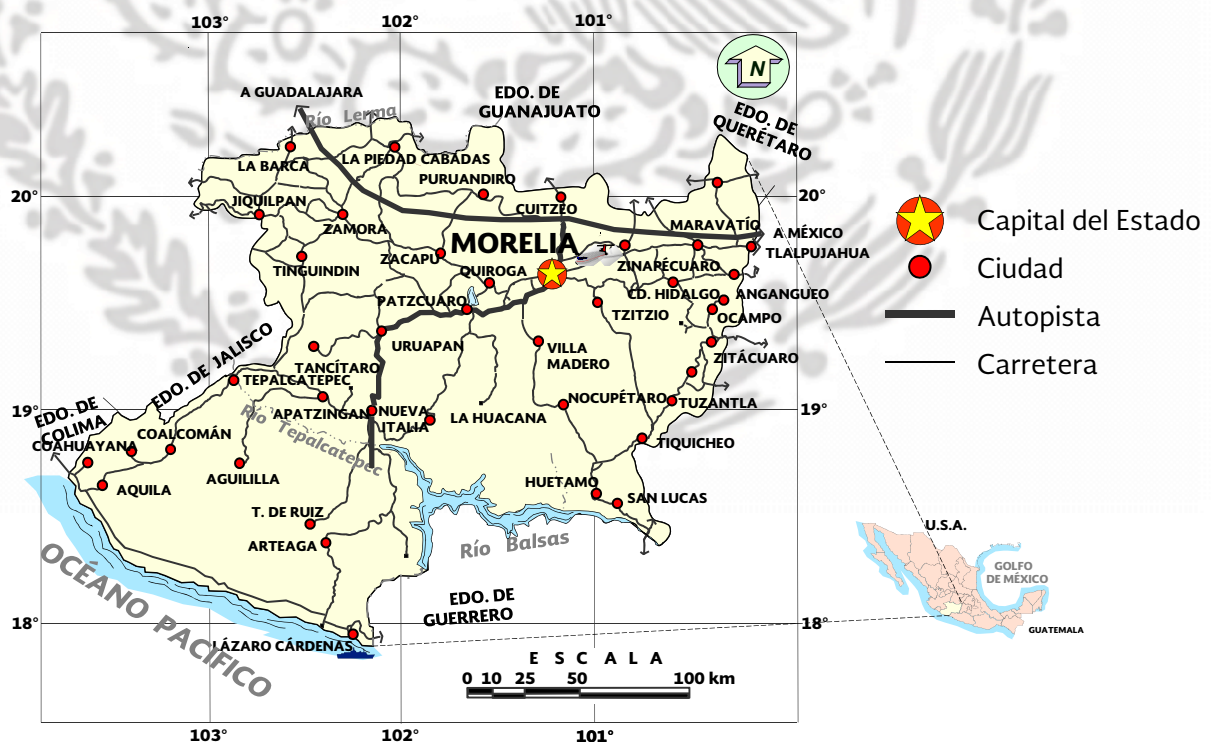 103°
102°
101°
A GUADALAJARA
Río Lerma
EDO. DE
GUANAJUATO
N
EDO. DE
QUERÉTARO
LA BARCA
LA PIEDAD CABADAS
PURUANDIRO
20°
20°
JIQUILPAN
CUITZEO
ZAMORA
MARAVATÍO
A MÉXICO
MORELIA
ZACAPU
TLALPUJAHUA
TINGUINDIN
QUIROGA
ZINARÉCUARO
PATZCUARO
CD. HIDALGO
ANGANGUEO
TZITZIO
OCAMPO
URUAPAN
VILLA
MADERO
ZITÁCUARO
EDO. DE JALISCO
TANCÍTARO
TEPALCATEPEC
NOCUPÉTARO
TUZANTLA
19°
19°
EDO. DE
COLIMA
APATZINGAN
NUEVA
ITALIA
LA HUACANA
Río Tepalcatepec
COAHUAYANA
COALCOMÁN
TIQUICHEO
AGUILILLA
AQUILA
HUETAMO
SAN LUCAS
T. DE RUIZ
ARTEAGA
Río Balsas
OCÉANO PACÍFICO
EDO. DE
GUERRERO
18°
18°
LÁZARO CÁRDENAS
E S C A L A
0 10 25 50 100 km
103°
102°
101°
Capital del Estado
Ciudad
Autopista
Carretera
U.S.A.
GOLFO
DE MÉXICO
GUATEMALA